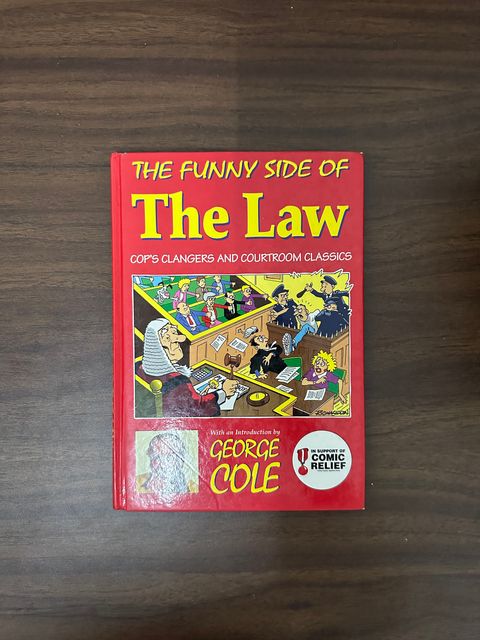 THE FUNNY SIDE OF
The Law
COP'S CLANGERS AND COURTROOM CLASSICS
With an Introduction by
GEORGE
COLE
IN SUPPORT OF
COMIC
RELIEF